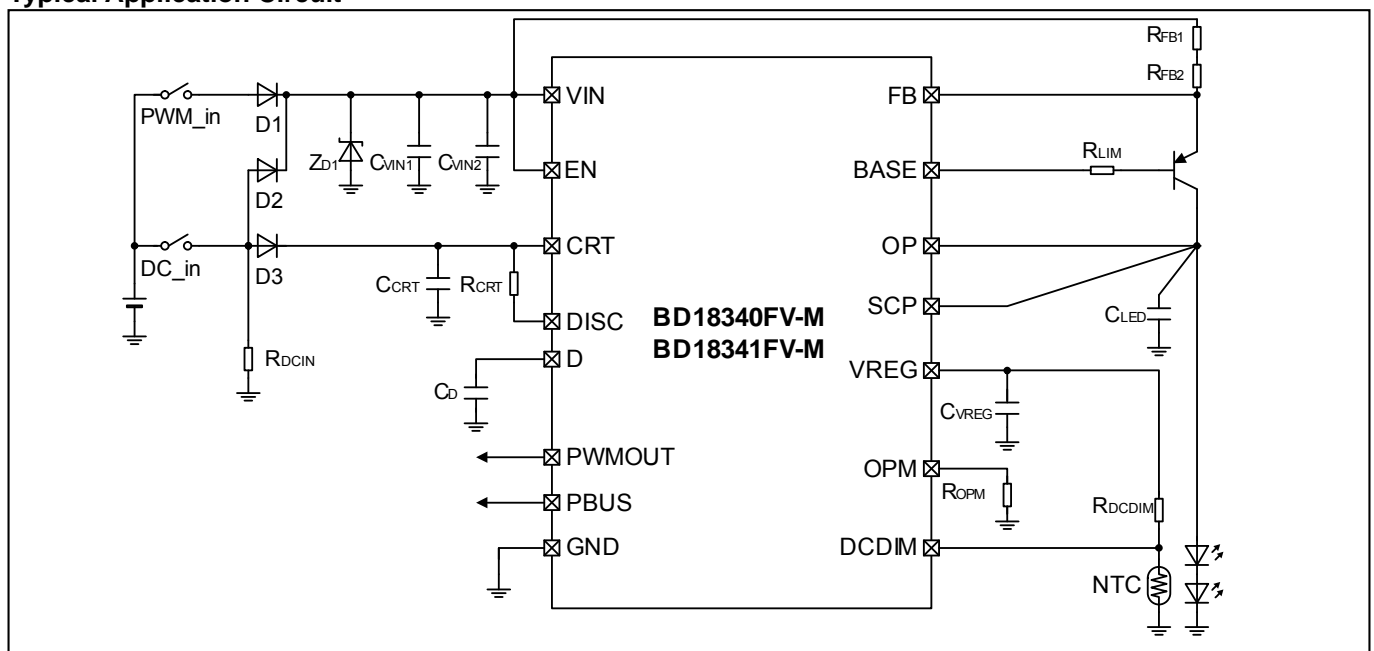 Typical Application Circuit
RFB1
RFB2
PWM_in
D1
D2
ZD1
CVIN1
CVIN2
VIN
EN
FB
BASE
RLIM
DC_in
D3
CCRT
RCRT
CRT
DISC
OP
SCP
CLED
BD18340FV-M
BD18341FV-M
RDCIN
D
CD
VREG
CVREG
PWMOUT
PBUS
GND
OPM
ROPM
RDCDIM
DCDIM
NTC